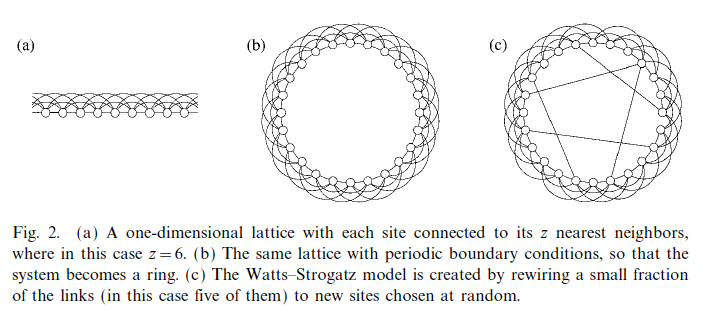 (a)
(b)
(c)
Fig. 2. (a) A one-dimensional lattice with each site connected to its z nearest neighbors,
where in this case z = 6. (b) The same lattice with periodic boundary conditions, so that the
system becomes a ring. (c) The Watts–Strogatz model is created by rewiring a small fraction
of the links (in this case five of them) to new sites chosen at random.